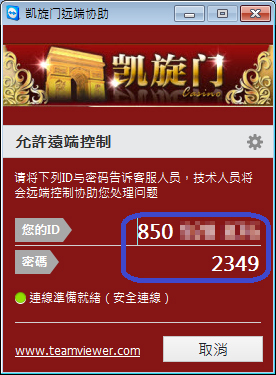 凯旋门远端协助
凯旋门
Casino
允許遠端控制
请将下列ID与密码告诉客服人员，技术人员将
会远端控制协助您处理问题
您的ID 850
密碼 2349
連線準備就緒（安全連線）
www.teamviewer.com 取消